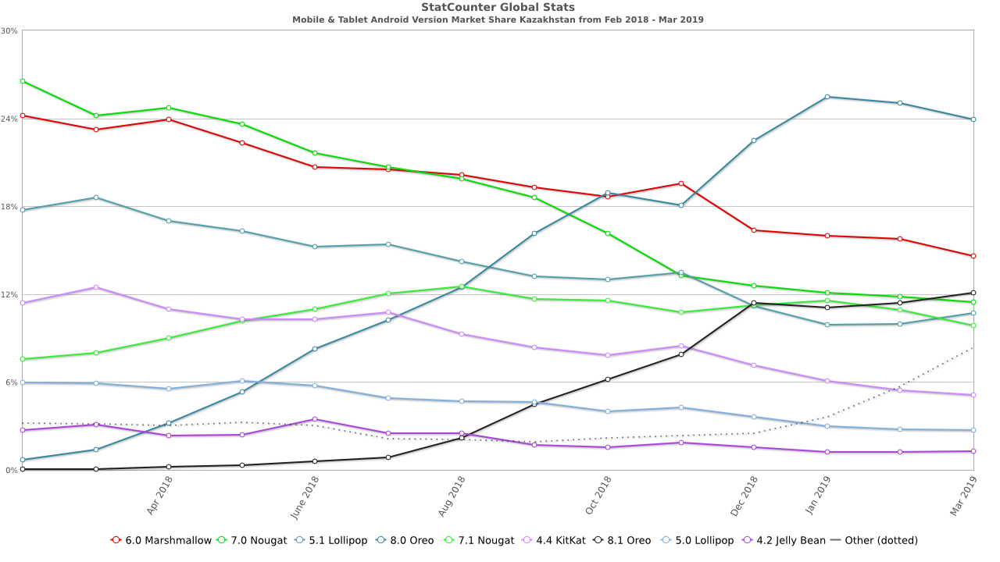 StatCounter Global Stats
Mobile & Tablet Android Version Market Share Kazakhstan from Feb 2018 - Mar 2019
30%
24%
18%
12%
6%
0%
Apr 2018
June 2018
Aug 2018
Oct 2018
Dec 2018
Jan 2019
Mar 2019
6.0 Marshmallow 7.0 Nougat 5.1 Lollipop 8.0 Oreo 7.1 Nougat 4.4 KitKat 8.1 Oreo 5.0 Lollipop 4.2 Jelly Bean Other (dotted)